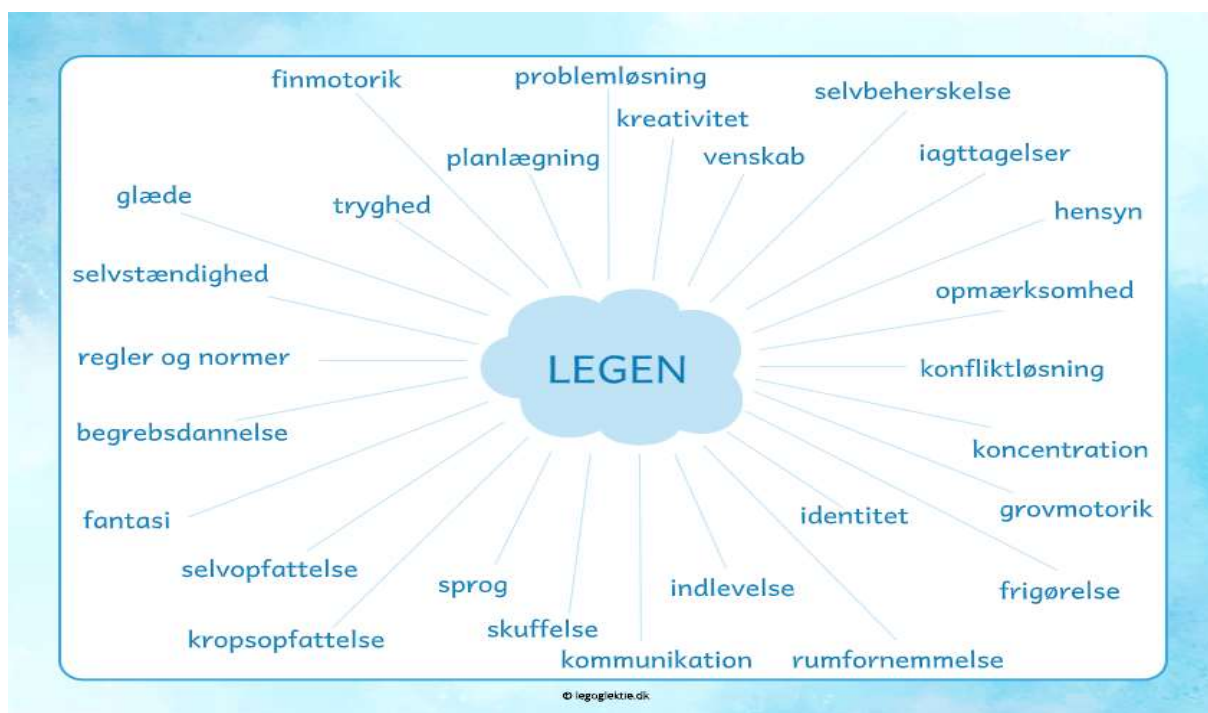 finmotorik
problemløsning
selvbeherskelse
kreativitet
planlægning
venskab
iagttagelser
glæde
tryghed
hensyn
selvstændighed
opmærksomhed
regler og normer
LEGEN
konfliktløsning
begrebsdannelse
koncentration
fantasi
identitet
grovmotorik
selvopfattelse
sprog
indlevelse
frigørelse
kropsopfattelse
skuffelse
kommunikation
rumfornemmelse
© legoglektie.dk